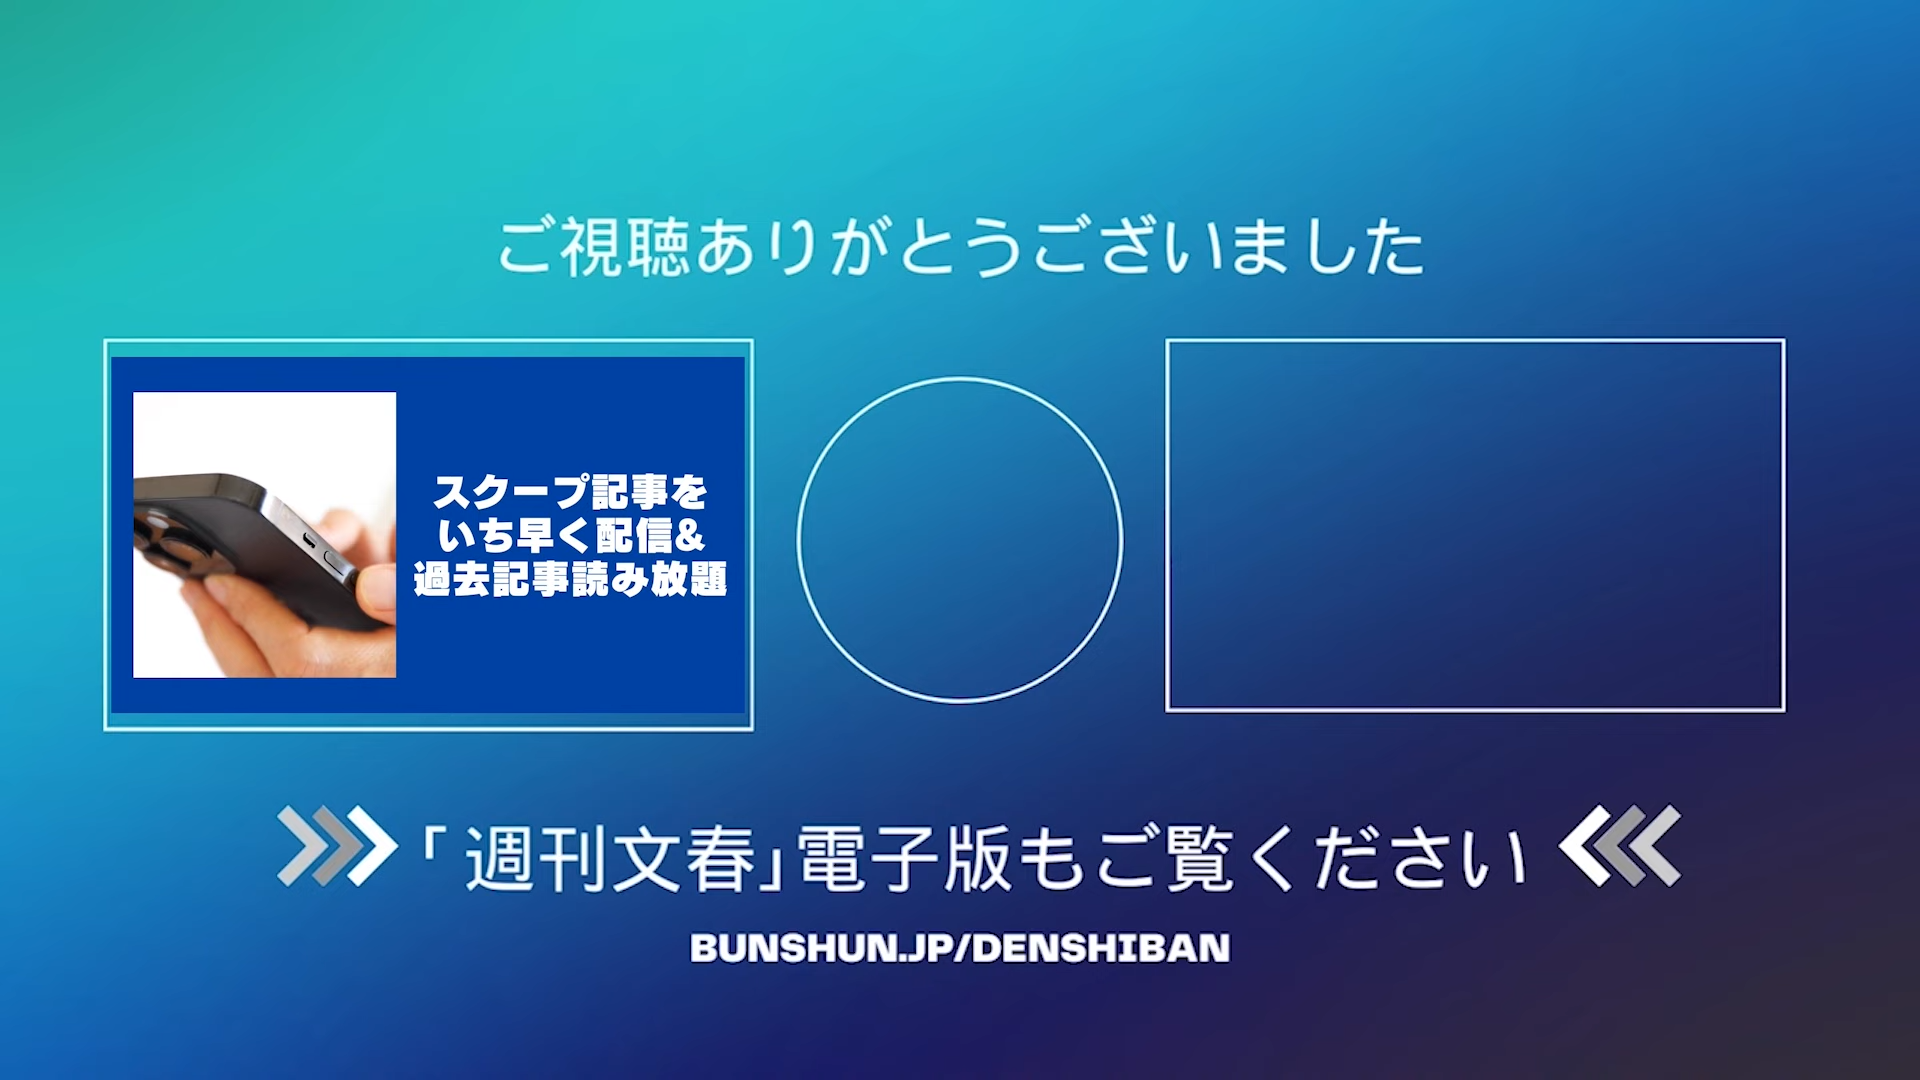 ご視聴ありがとうございました
スクープ記事を
いち早く配信&
過去記事読み放題
「週刊文春」電子版もご覧ください
BUNSHUN.JP/DENSHIBAN